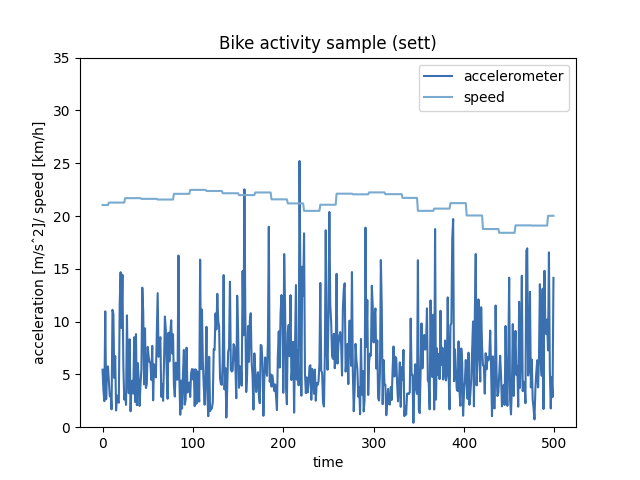 Bike activity sample (sett)
accelerometer
speed
acceleration [m/s^2]/ speed [km/h]
35
30
25
20
15
10
5
0
0 100 200 300 400 500
time